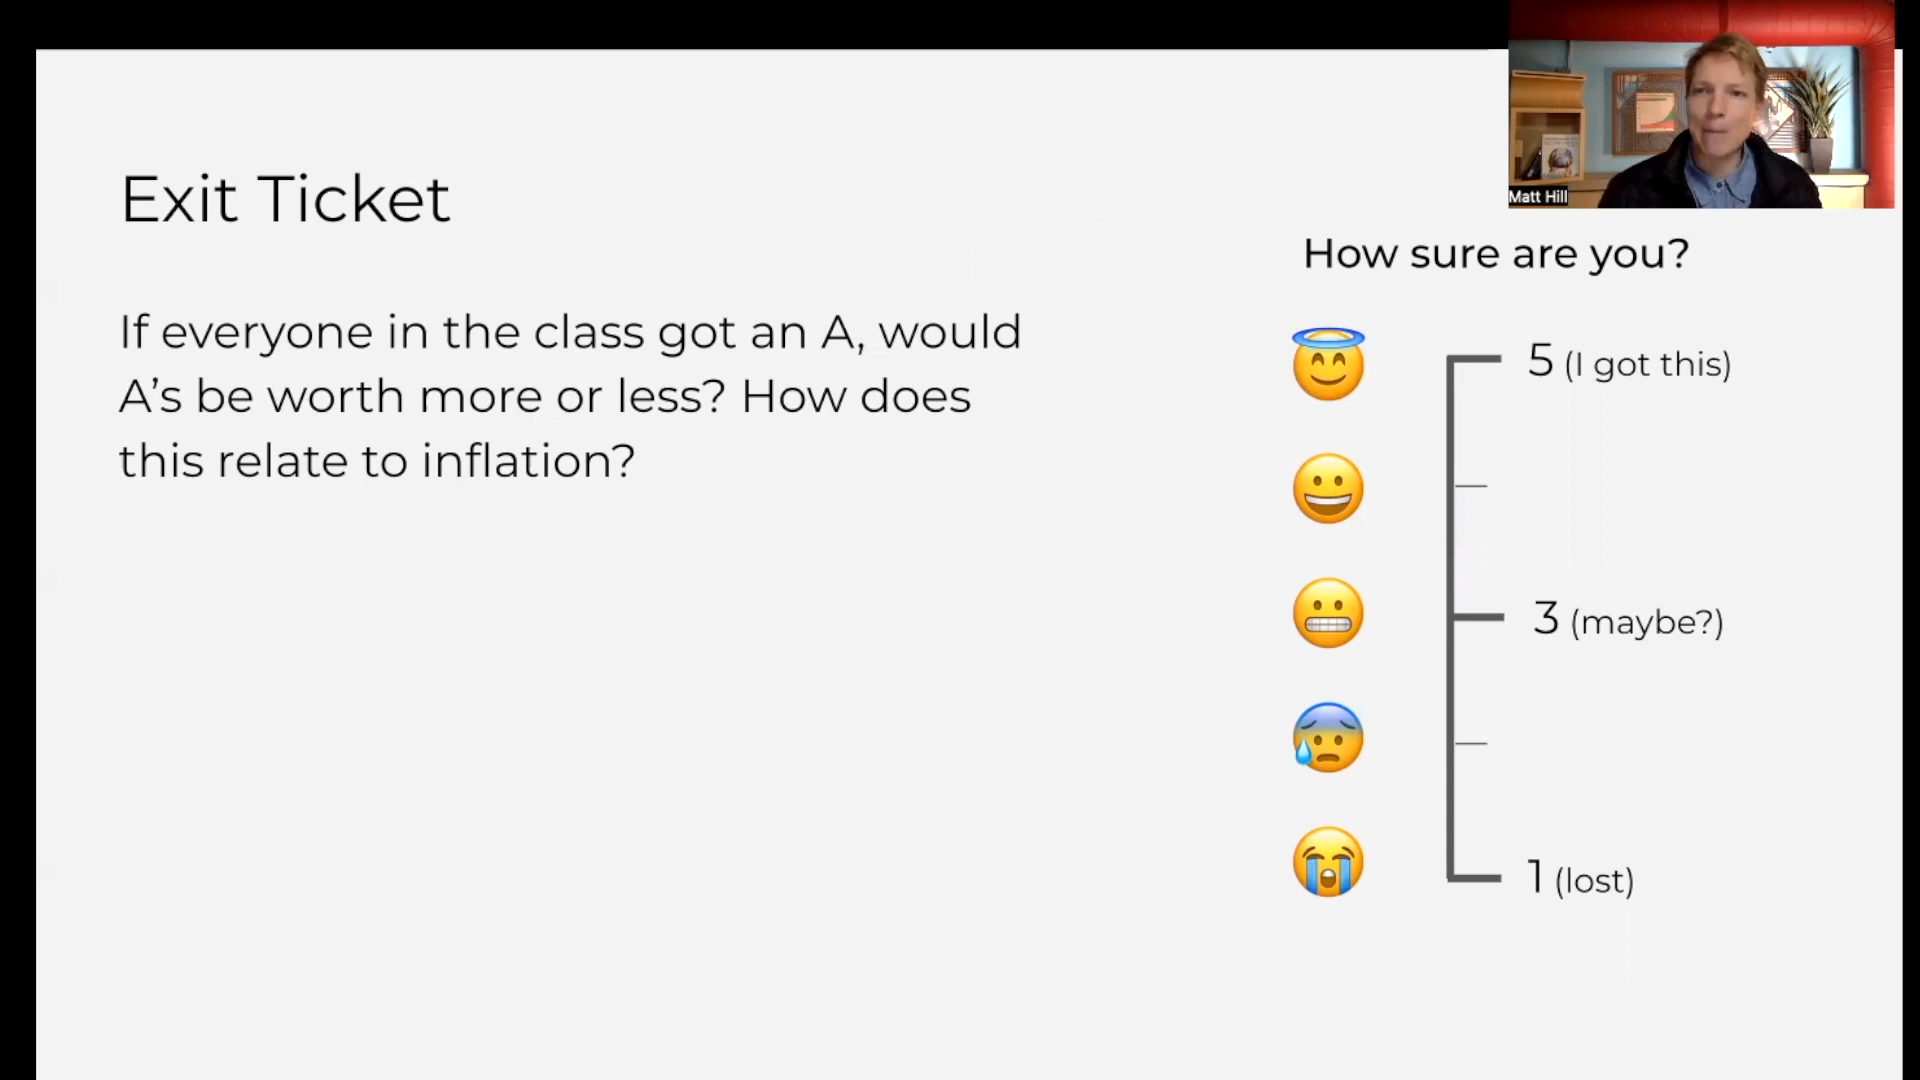 Matt Hill
Exit Ticket
If everyone in the class got an A, would
A’s be worth more or less? How does
this relate to inflation?
How sure are you?
5 (I got this)
3 (maybe?)
1 (lost)